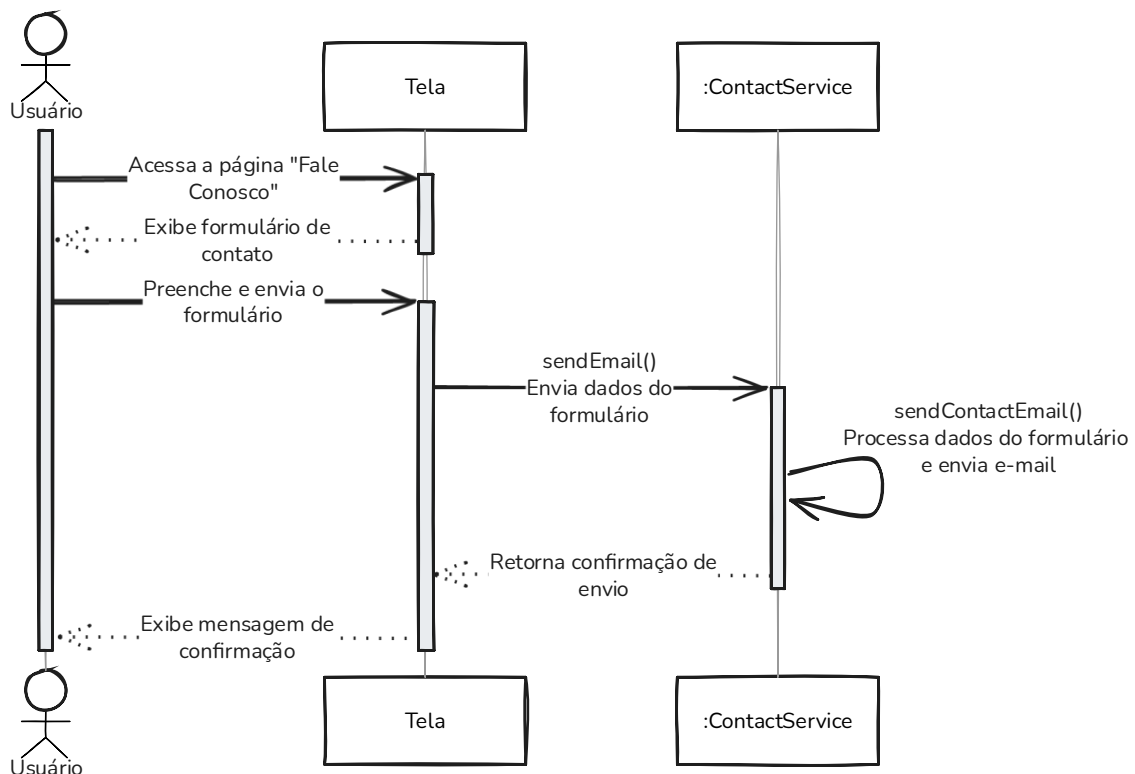 Usuário
Tela
:ContactService
Acessa a página "Fale
Conosco"
Exibe formulário de
contato
Preenche e envia o
formulário
sendEmail()
Envia dados do
formulário
sendContactEmail()
Processa dados do formulário
e envia e-mail
Retorna confirmação de
envio
Exibe mensagem de
confirmação
Tela
:ContactService
Usuário